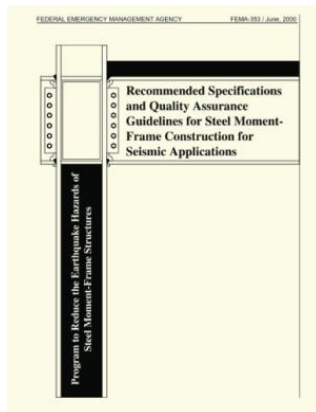 FEDERAL EMERGENCY MANAGEMENT AGENCY FEMA-353 / June, 2000
Recommended Specifications
and Quality Assurance
Guidelines for Steel Moment-
Frame Construction for
Seismic Applications
Program to Reduce the Earthquake Hazards of
Steel Moment-Frame Structures